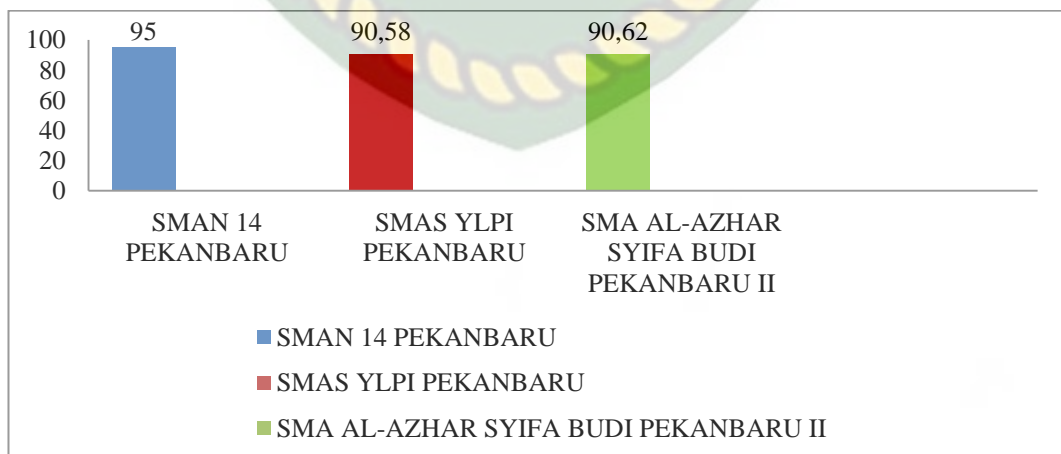 95 90,58 90,62
100
80
60
40
20
0
SMAN 14
PEKANBARU
SMAS YLPI
PEKANBARU
SMA AL-AZHAR
SYIFA BUDI
PEKANBARU II
SMAN 14 PEKANBARU
SMAS YLPI PEKANBARU
SMA AL-AZHAR SYIFA BUDI PEKANBARU II